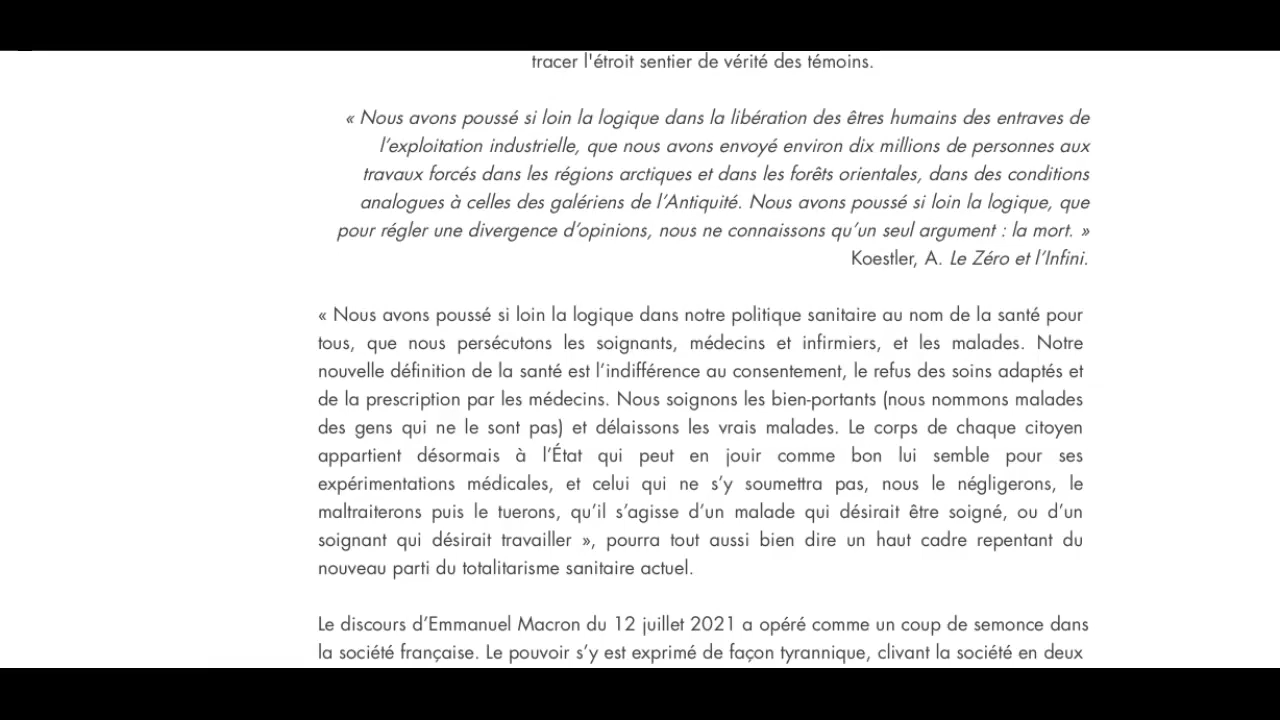 tracer l'étroit sentier de vérité des témoins.
« Nous avons poussé si loin la logique dans la libération des êtres humains des entraves de
l’exploitation industrielle, que nous avons envoyé environ dix millions de personnes aux
travaux forcés dans les régions arctiques et dans les forêts orientales, dans des conditions
analogues à celles des galériens de l’Antiquité. Nous avons poussé si loin la logique, que
pour régler une divergence d’opinions, nous ne connaissons qu’un seul argument : la mort. »
Koestler, A. Le Zéro et l’Infini.
« Nous avons poussé si loin la logique dans notre politique sanitaire au nom de la santé pour
tous, que nous persécutons les soignants, médecins et infirmiers, et les malades. Notre
nouvelle définition de la santé est l’indifférence au consentement, le refus des soins adaptés et
de la prescription par les médecins. Nous soignons les bien-portants (nous nommons malades
des gens qui ne le sont pas) et délaissons les vrais malades. Le corps de chaque citoyen
appartient désormais à l’État qui peut en jouir comme bon lui semble pour ses
expérimentations médicales, et celui qui ne s’y soumettra pas, nous le négligerons, le
maltraiterons puis le tuerons, qu’il s’agisse d’un malade qui désirait être soigné, ou d’un
soignant qui désirait travailler », pourra tout aussi bien dire un haut cadre repentant du
nouveau parti du totalitarisme sanitaire actuel.
Le discours d’Emmanuel Macron du 12 juillet 2021 a opéré comme un coup de semonce dans
la société française. Le pouvoir s’y est exprimé de façon tyrannique, clivant la société en deux